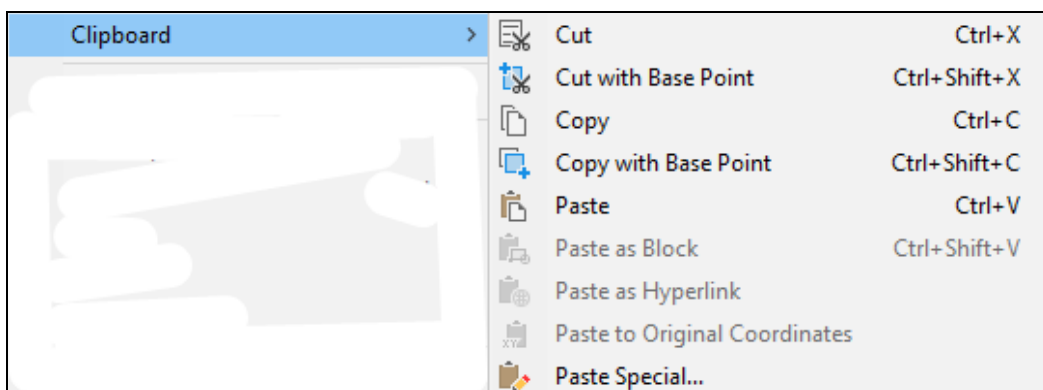 Clipboard > Cut Ctrl+X
Cut with Base Point Ctrl+Shift+X
Copy Ctrl+C
Copy with Base Point Ctrl+Shift+C
Paste Ctrl+V
Paste as Block Ctrl+Shift+V
Paste as Hyperlink
Paste to Original Coordinates
Paste Special...